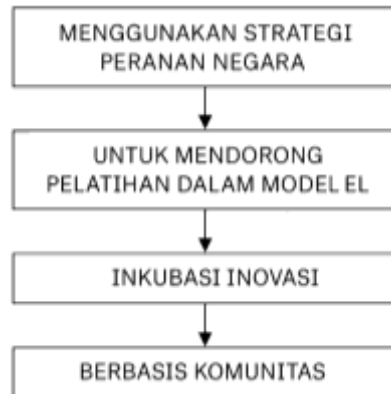 MENGGUNAKAN STRATEGI
PERANAN NEGARA
UNTUK MENDORONG
PELATIHAN DALAM MODEL EL
INKUBASI INOVASI
BERBASIS KOMUNITAS